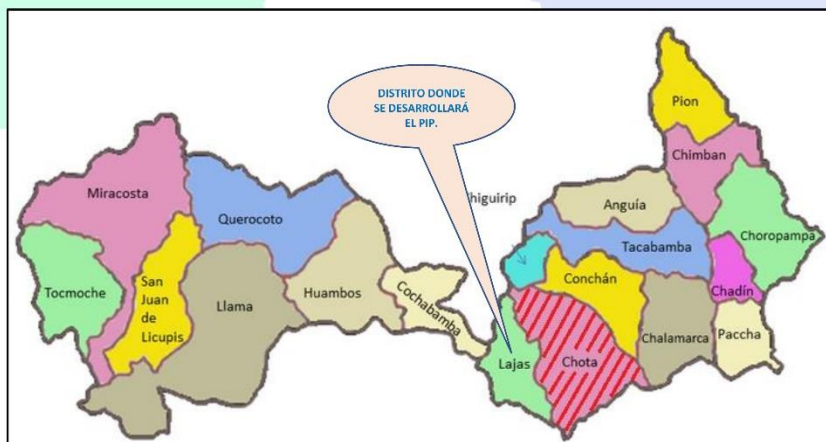 DISTRITO DONDE
SE DESARROLLARÁ
EL PIP.
Pion
Chimban
Miracosta
higuirip
Anguía
Querocoto
Choropampa
Tacabamba
Tocmoche
San
Juan
de
Licupis
Llama
Huambos
Cochabamba
Conchán
Chadín
Lajas
Chota
Chalamarca
Paccha